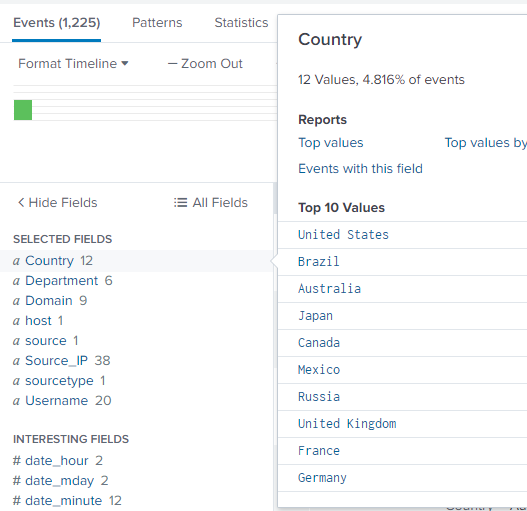 Events (1,225)
Patterns
Statistics
Format Timeline
— Zoom Out
Hide Fields
All Fields
SELECTED FIELDS
a Country 12
a Department 6
a Domain 9
a host 1
a source 1
a Source_IP 38
a sourcetype 1
a Username 20
INTERESTING FIELDS
# date_hour 2
# date_mday 2
# date_minute 12
Country
12 Values, 4.816% of events
Reports
Top values
Top values by
Events with this field
Top 10 Values
United States
Brazil
Australia
Japan
Canada
Mexico
Russia
United Kingdom
France
Germany